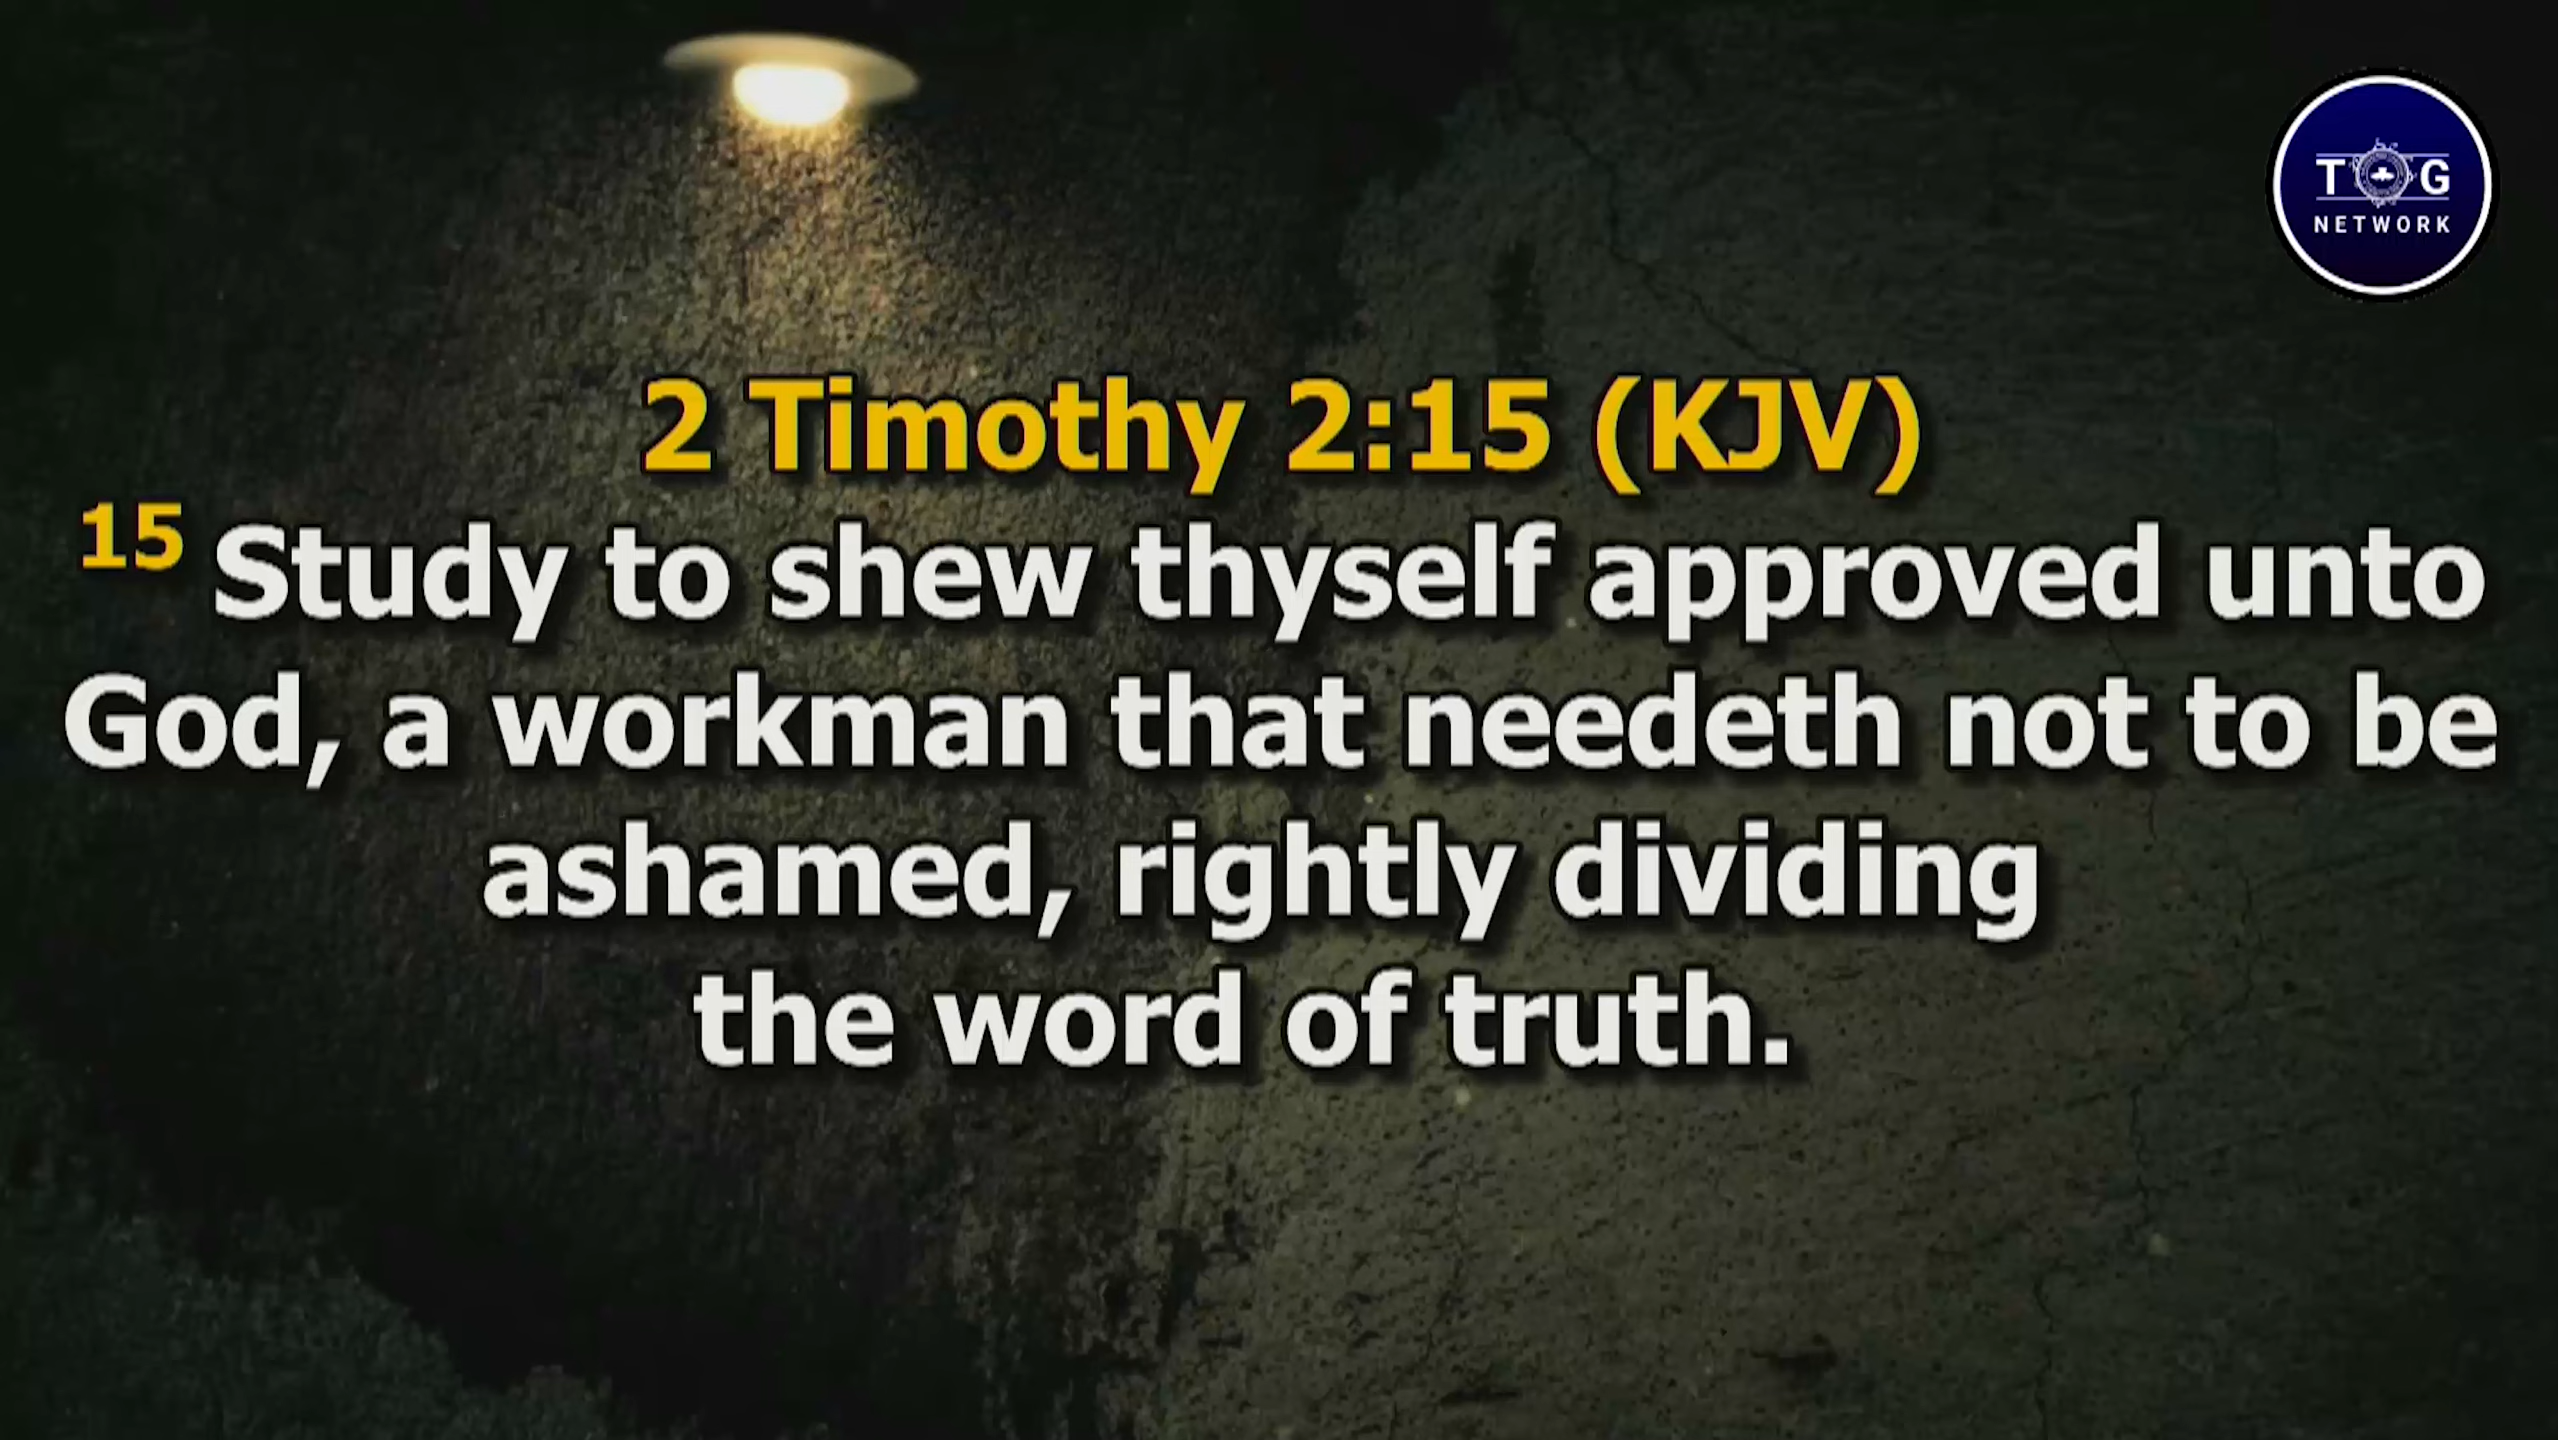 T G
NETWORK
2 Timothy 2:15 (KJV)
15 Study to shew thyself approved unto
God, a workman that needeth not to be
ashamed, rightly dividing
the word of truth.